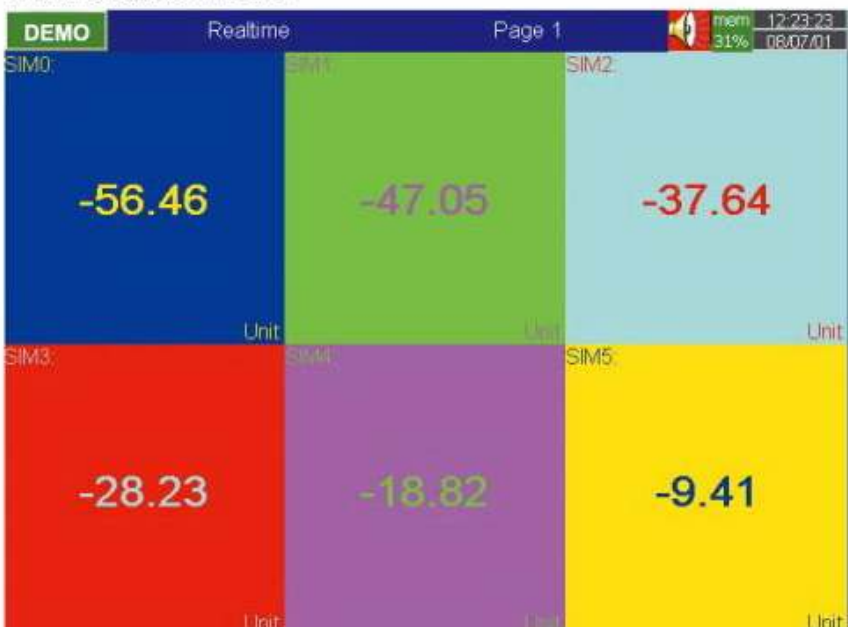 DEMO Realtime Page 1 mem 12:23:23
31% 08/07/01
SIM0: SIM1: SIM2:
-56.46 -47.05 -37.64
Unit Unit Unit
SIM3: SIM4: SIM5:
-28.23 -18.82 -9.41
Unit Unit Unit